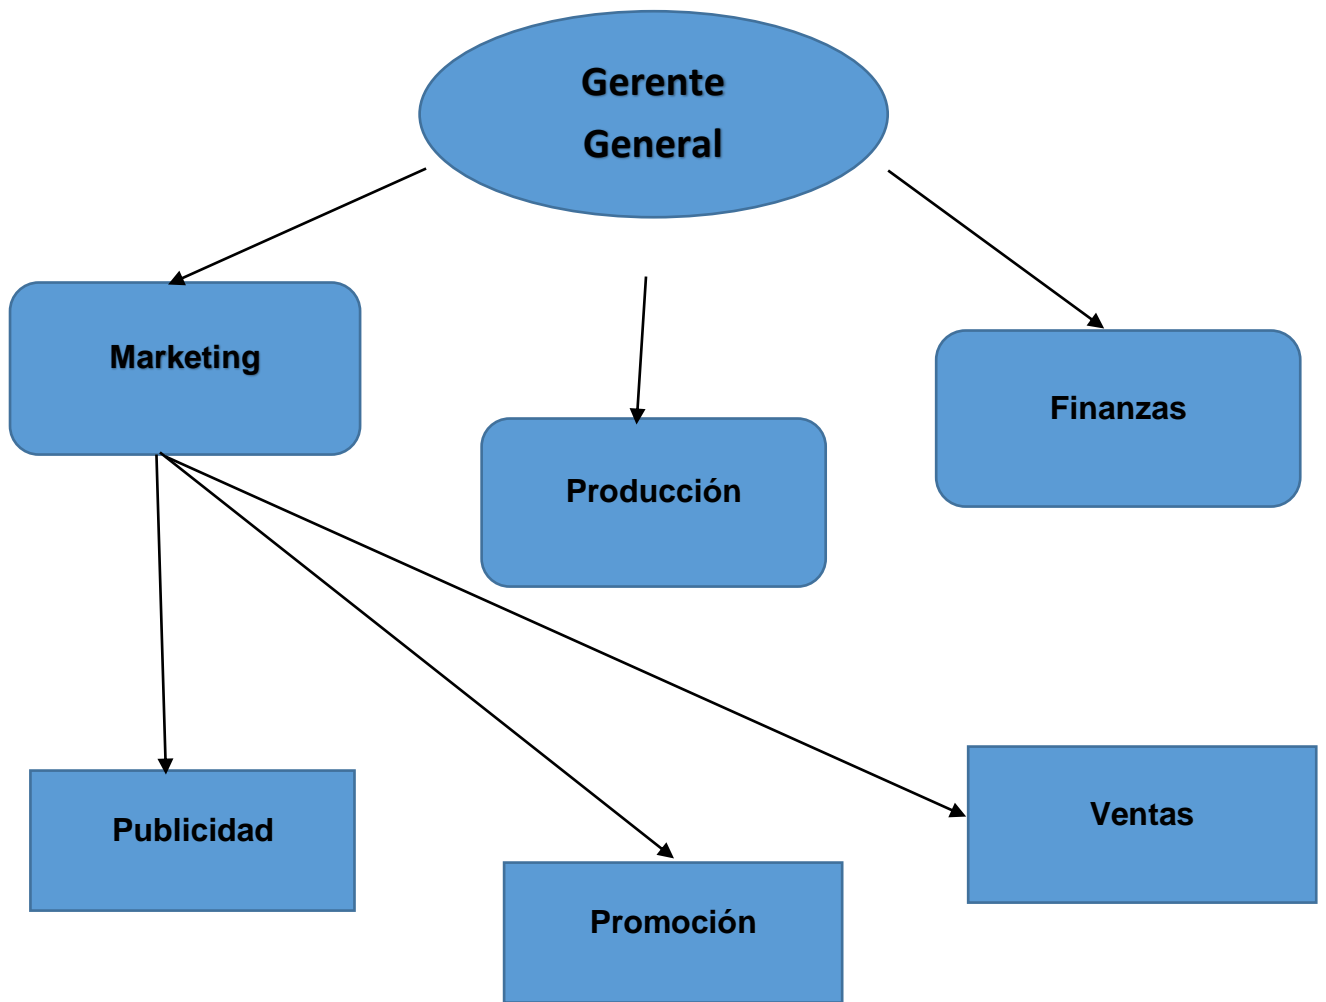 Gerente
General
Marketing
Finanzas
Producción
Publicidad
Ventas
Promoción